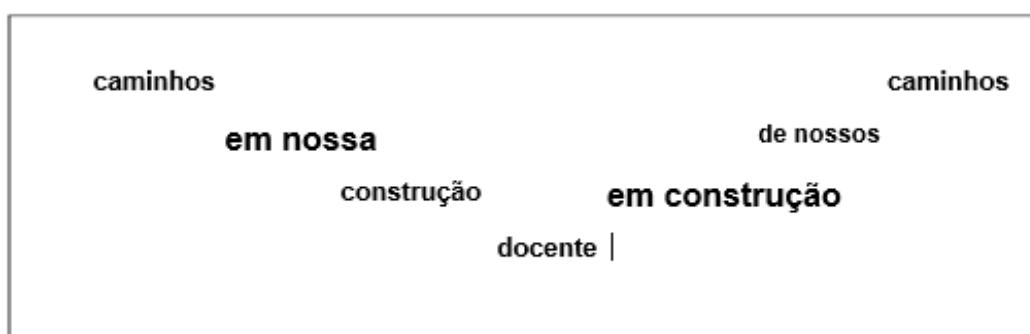 caminhos caminhos
em nossa de nossos
construção em construção
docente